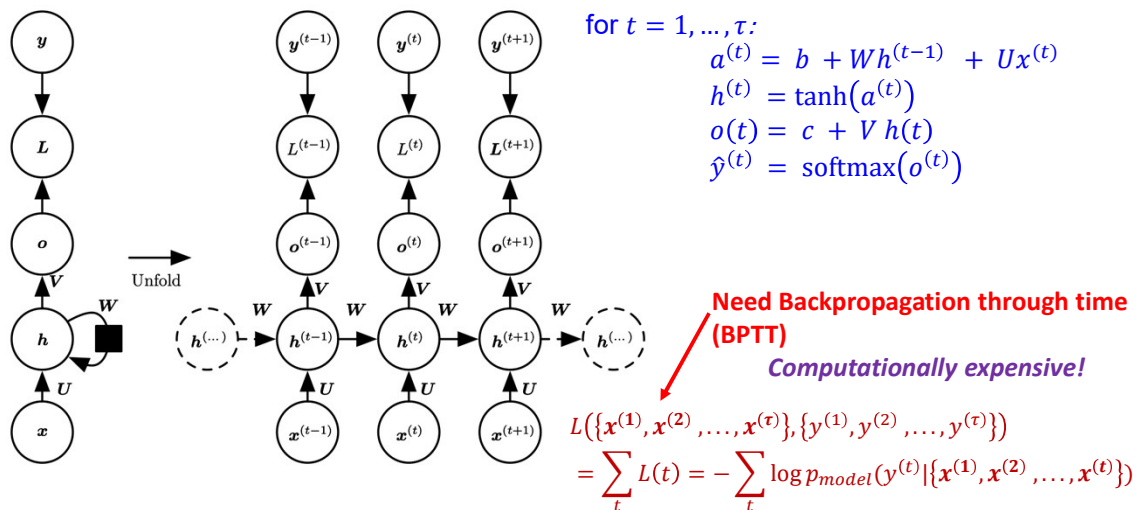 y y^(t−1) y^(t) y^(t+1)
L L^(t−1) L^(t) L^(t+1)
o o^(t−1) o^(t) o^(t+1)
Unfold
V V V V
W W W W W
h h^(...) h^(t−1) h^(t) h^(t+1) h^(...)
U U U U
x x^(t−1) x^(t) x^(t+1)
for t = 1, ..., τ:
a^(t) = b + Wh^(t−1) + Ux^(t)
h^(t) = tanh(a^(t))
o(t) = c + V h(t)
ŷ^(t) = softmax(o^(t))
Need Backpropagation through time
(BPTT)
Computationally expensive!
L({x^(1), x^(2), ..., x^(τ)}, {y^(1), y^(2), ..., y^(τ)})
= ∑_t L(t) = − ∑_t log p_model(y^(t)|{x^(1), x^(2), ..., x^(t)})